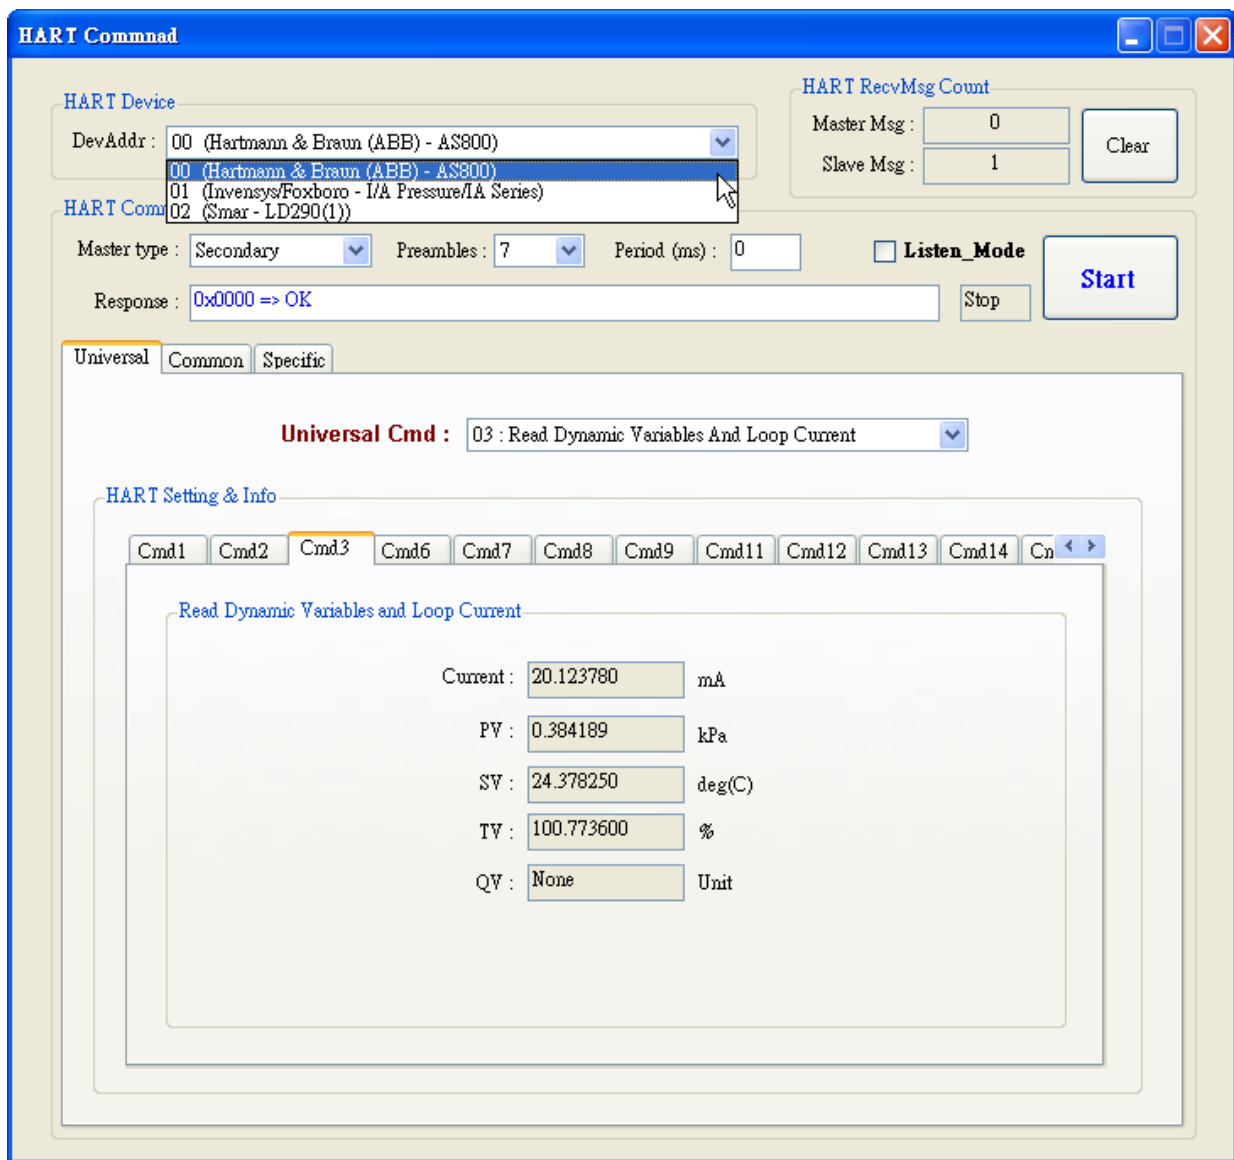 HART Commnad
HART Device
DevAddr : 00 (Hartmann & Braun (ABB) - AS800)
00 (Hartmann & Braun (ABB) - AS800)
01 (Invensys/Foxboro - I/A Pressure/IA Series)
02 (Smar - LD290(1))
HART RecvMsg Count
Master Msg : 0
Slave Msg : 1
Clear
HART Comm
Master type : Secondary Preambles : 7 Period (ms) : 0 Listen_Mode
Start
Response : 0x0000 => OK Stop
Universal Common Specific
Universal Cmd : 03 : Read Dynamic Variables And Loop Current
HART Setting & Info
Cmd1 Cmd2 Cmd3 Cmd6 Cmd7 Cmd8 Cmd9 Cmd11 Cmd12 Cmd13 Cmd14 Cn
Read Dynamic Variables and Loop Current
Current : 20.123780 mA
PV : 0.384189 kPa
SV : 24.378250 deg(C)
TV : 100.773600 %
QV : None Unit